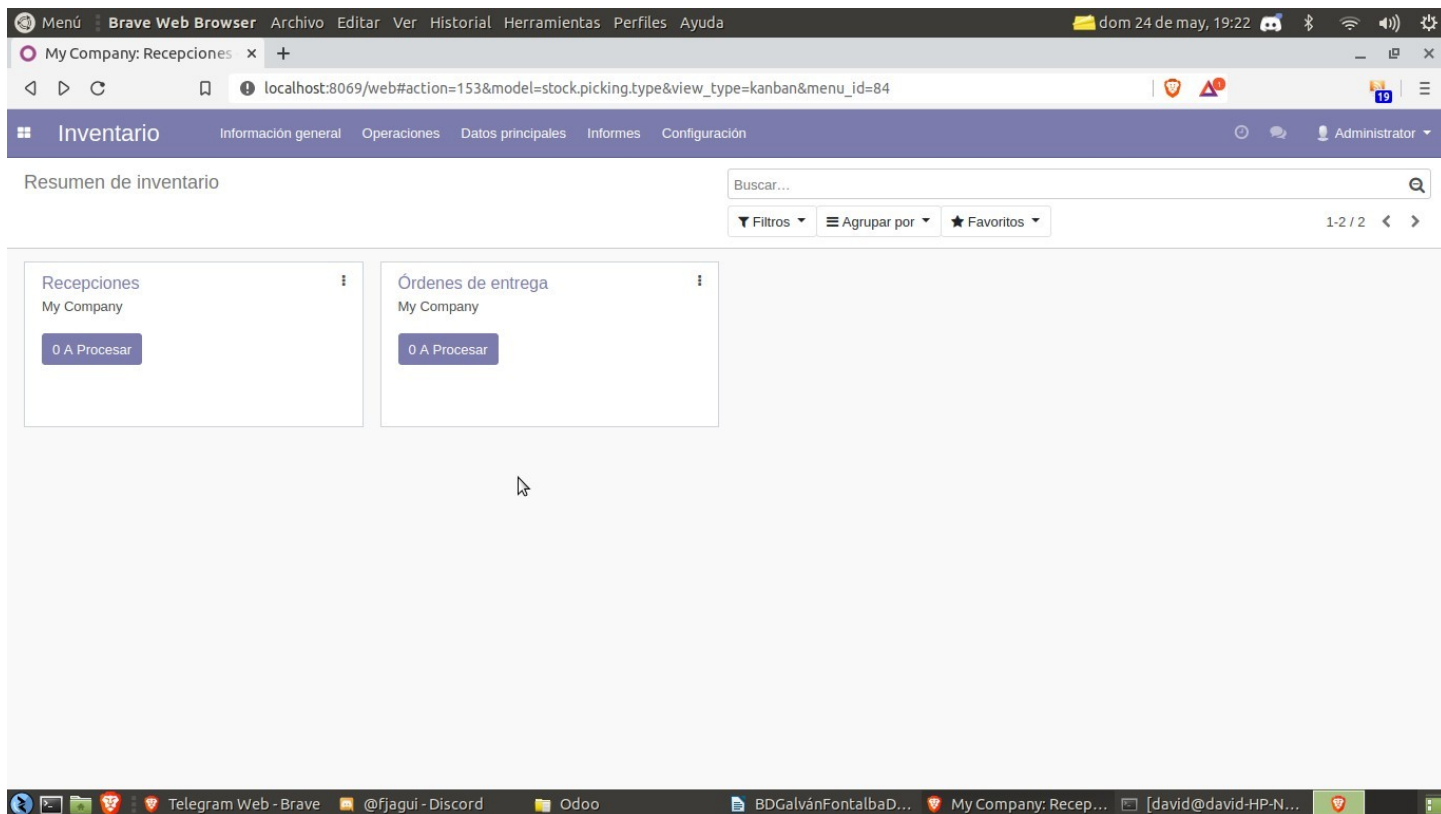 Menú Brave Web Browser Archivo Editar Ver Historial Herramientas Perfiles Ayuda dom 24 de may, 19:22
My Company: Recepciones
localhost:8069/web#action=153&model=stock.picking.type&view_type=kanban&menu_id=84 19
Inventario Información general Operaciones Datos principales Informes Configuración Administrator
Resumen de inventario
Buscar...
Filtros Agrupar por Favoritos 1-2 / 2
Recepciones Órdenes de entrega
My Company My Company
0 A Procesar 0 A Procesar
Telegram Web - Brave @fjagui - Discord Odoo BDGalvánFontalbaD... My Company: Recep... [david@david-HP-N...